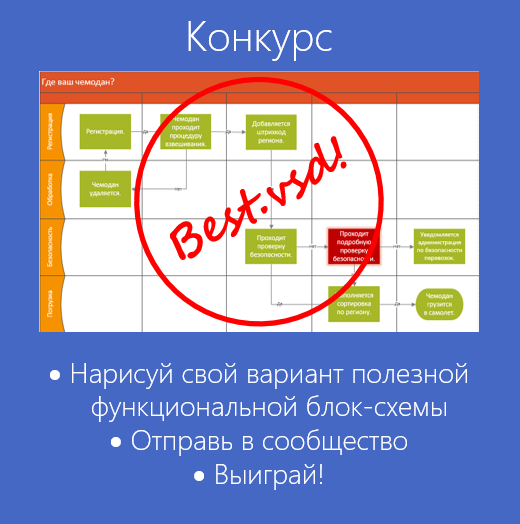 Конкурс
Где ваш чемодан?
Регистрация
Регистрация.
Да
Чемодан
проходит
процедуру
взвешивания.
Да
Добавляется
штрихкод
региона.
Обработка
Чемодан
удаляется.
Нет
Best.vsd!
Безопасность
Проходит
проверку
безопасности.
Нет
Проходит
подробную
проверку
безопасности.
Нет
Уведомляется
администрация
по безопасности
перевозок.
Погрузка
Да
сортировка
по региону.
Да
Чемодан
грузится
в самолет.
• Нарисуй свой вариант полезной
функциональной блок-схемы
• Отправь в сообщество
• Выиграй!